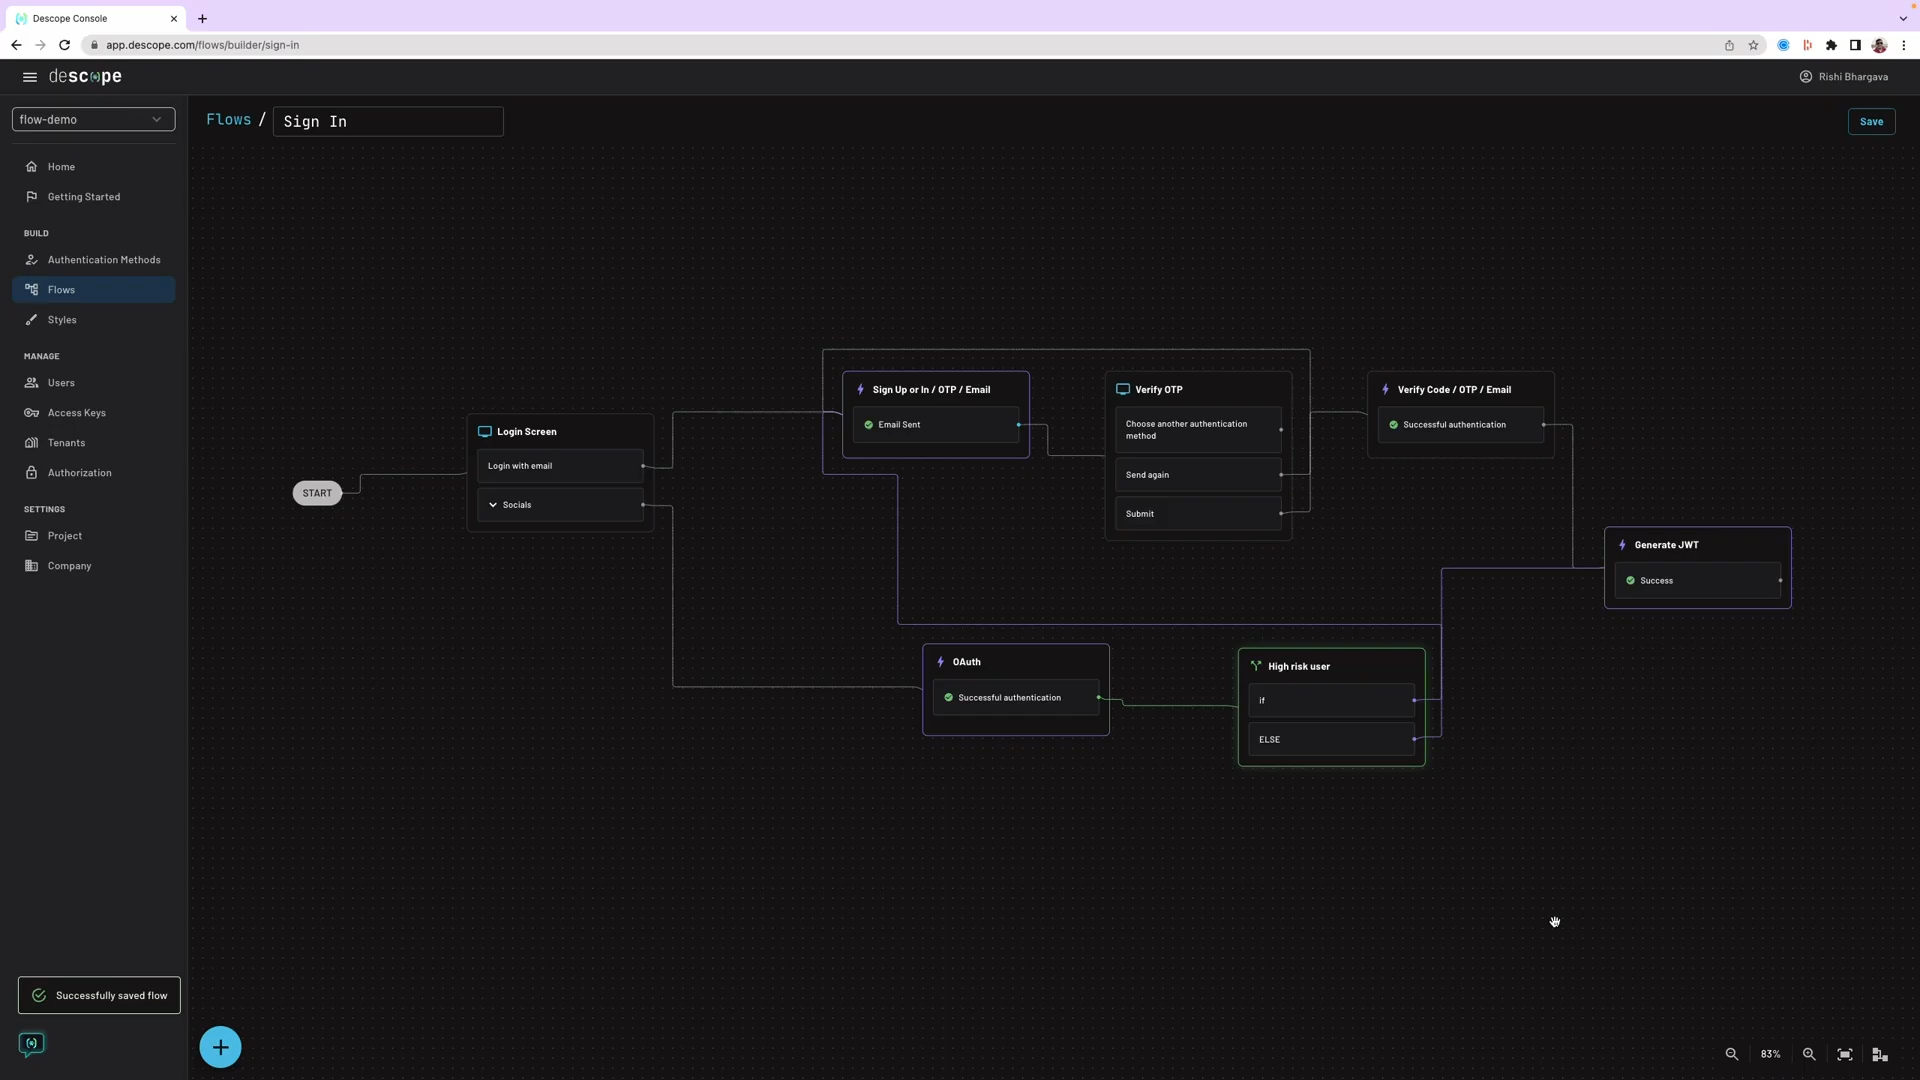 Descope Console
app.descope.com/flows/builder/sign-in
descope
Rishi Bhargava
flow-demo
Flows / Sign In
Save
Home
Getting Started
BUILD
Authentication Methods
Flows
Styles
MANAGE
Users
Access Keys
Tenants
Authorization
SETTINGS
Project
Company
START
Login Screen
Login with email
Socials
Sign Up or In / OTP / Email
Email Sent
Verify OTP
Choose another authentication
method
Send again
Submit
Verify Code / OTP / Email
Successful authentication
Generate JWT
Success
OAuth
Successful authentication
High risk user
if
ELSE
Successfully saved flow
83%